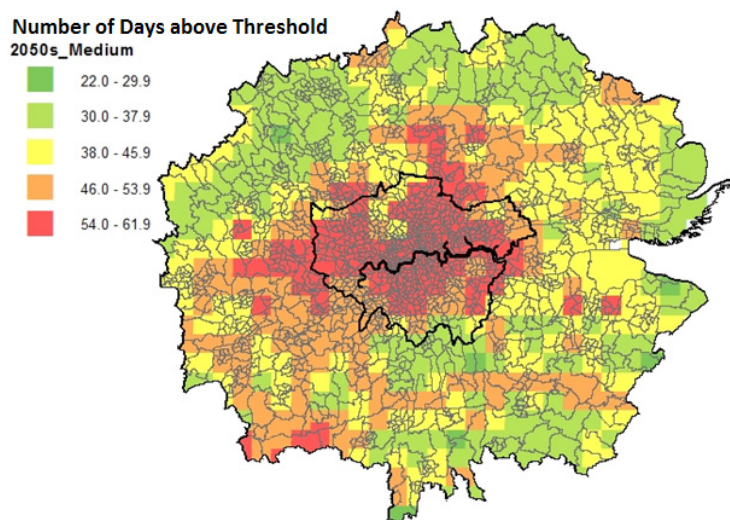 Number of Days above Threshold
2050s_Medium
22.0 - 29.9
30.0 - 37.9
38.0 - 45.9
46.0 - 53.9
54.0 - 61.9